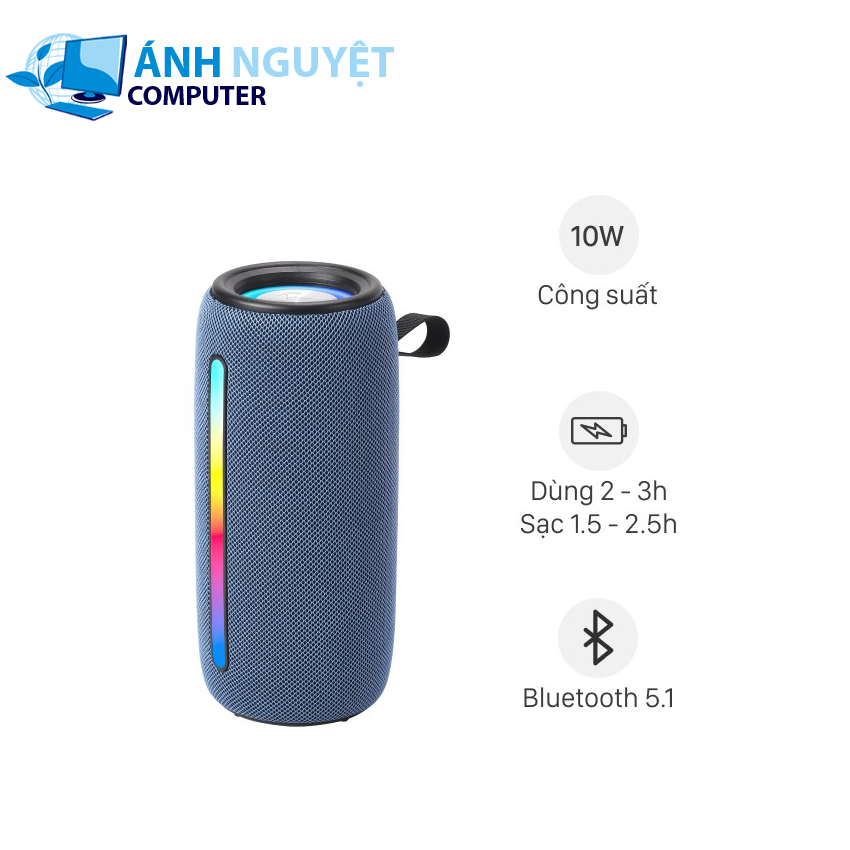 ÁNH NGUYỆT
COMPUTER
10W
Công suất
Dùng 2 - 3h
Sạc 1.5 - 2.5h
Bluetooth 5.1